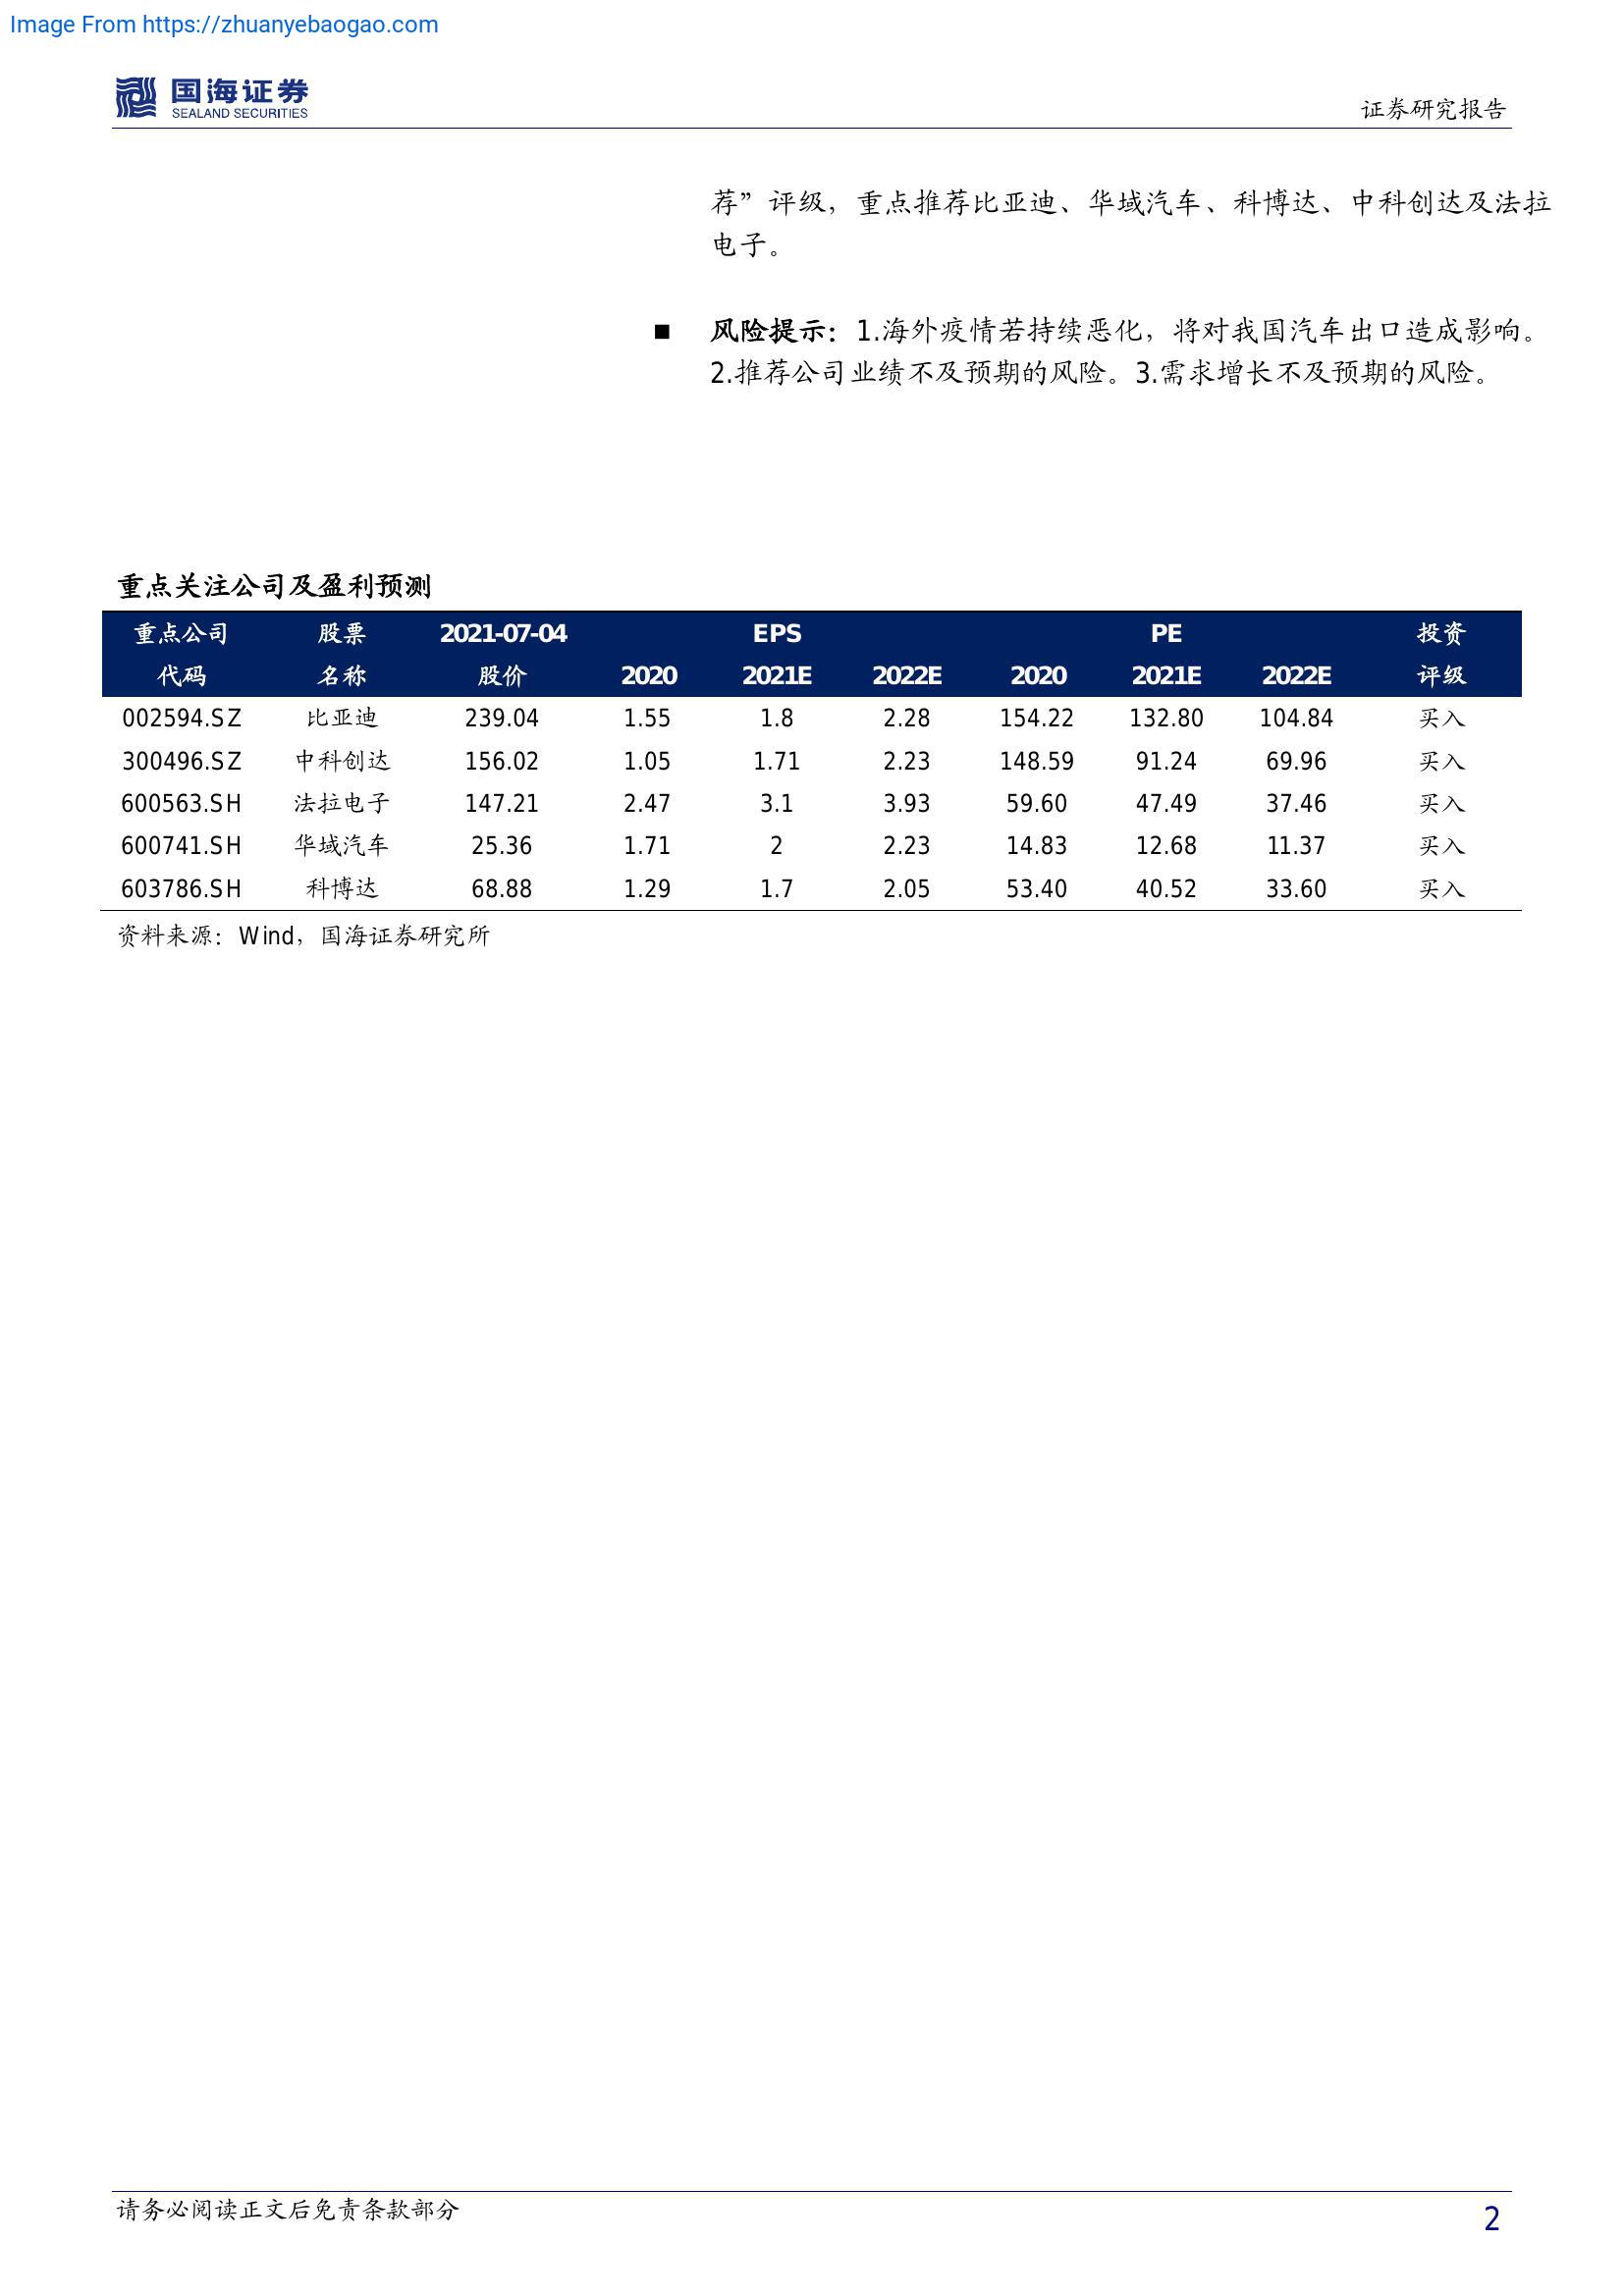 Image From https://zhuanyebaogao.com
国海证券
SEALAND SECURITIES
证券研究报告
荐”评级，重点推荐比亚迪、华域汽车、科博达、中科创达及法拉
电子。
■ 风险提示：1.海外疫情若持续恶化，将对我国汽车出口造成影响。
2.推荐公司业绩不及预期的风险。3.需求增长不及预期的风险。
重点关注公司及盈利预测
重点公司 股票 2021-07-04 EPS PE 投资
代码 名称 股价 2020 2021E 2022E 2020 2021E 2022E 评级
002594.SZ 比亚迪 239.04 1.55 1.8 2.28 154.22 132.80 104.84 买入
300496.SZ 中科创达 156.02 1.05 1.71 2.23 148.59 91.24 69.96 买入
600563.SH 法拉电子 147.21 2.47 3.1 3.93 59.60 47.49 37.46 买入
600741.SH 华域汽车 25.36 1.71 2 2.23 14.83 12.68 11.37 买入
603786.SH 科博达 68.88 1.29 1.7 2.05 53.40 40.52 33.60 买入
资料来源：Wind，国海证券研究所
请务必阅读正文后免责条款部分
2